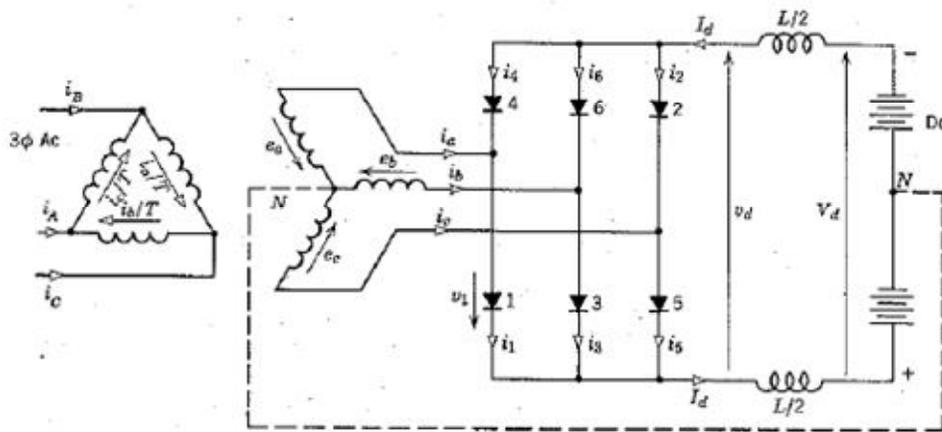 I_d
L/2
i_4
i_6
i_2
4
6
2
−
Dc
i_B
3φ Ac
i_c/T
i_a/T
i_b/T
i_A
i_C
e_a
e_b
e_c
i_a
i_b
i_c
N
v_1
1
3
5
i_1
i_3
i_5
v_d
V_d
N
+
I_d
L/2